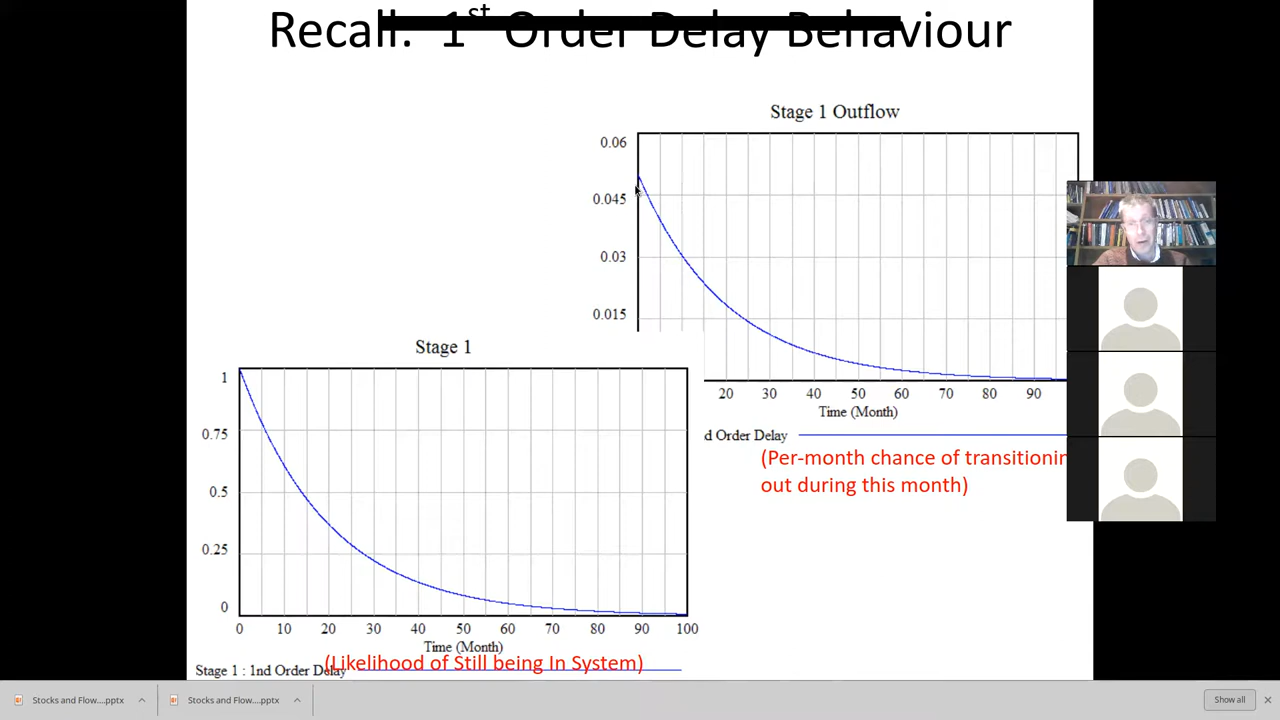 Recall: 1st Order Delay Behaviour
Stage 1 Outflow
0.06
0.045
0.03
0.015
20 30 40 50 60 70 80 90
Time (Month)
d Order Delay
(Per-month chance of transitionin
out during this month)
Stage 1
1
0.75
0.5
0.25
0
0 10 20 30 40 50 60 70 80 90 100
Time (Month)
(Likelihood of Still being In System)
Stage 1 : 1nd Order Delay
Stocks and Flow....pptx
Stocks and Flow....pptx
Show all